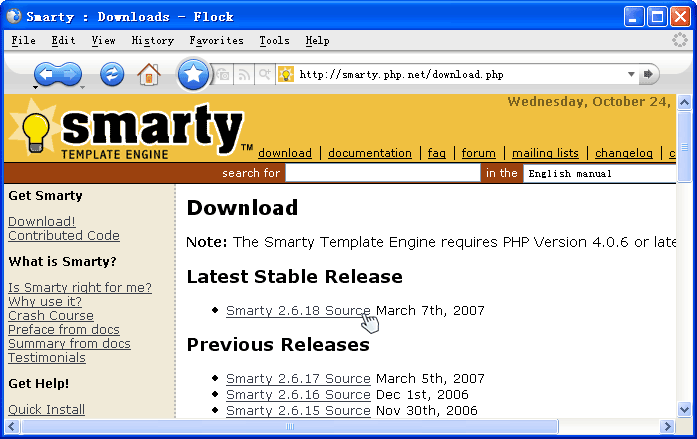 Smarty : Downloads - Flock
File Edit View History Favorites Tools Help
http://smarty.php.net/download.php
Wednesday, October 24,
smarty™
TEMPLATE ENGINE
download | documentation | faq | forum | mailing lists | changelog | c
search for in the English manual
Get Smarty
Download!
Contributed Code
What is Smarty?
Is Smarty right for me?
Why use it?
Crash Course
Preface from docs
Summary from docs
Testimonials
Get Help!
Quick Install
Download
Note: The Smarty Template Engine requires PHP Version 4.0.6 or late
Latest Stable Release
• Smarty 2.6.18 Source March 7th, 2007
Previous Releases
• Smarty 2.6.17 Source March 5th, 2007
• Smarty 2.6.16 Source Dec 1st, 2006
• Smarty 2.6.15 Source Nov 30th, 2006